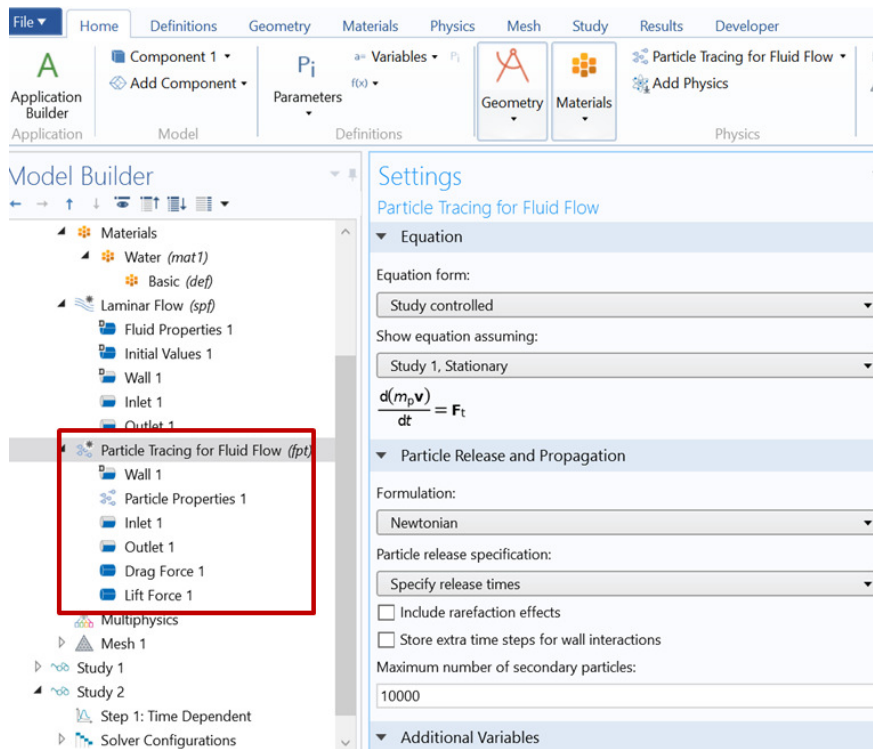 File
Home Definitions Geometry Materials Physics Mesh Study Results Developer
A
Application Builder
Component 1
Add Component
Pi
Parameters
a= Variables
Pi
f(x)
Geometry
Materials
Particle Tracing for Fluid Flow
Add Physics
Application Model Definitions Physics
Model Builder
Materials
Water (mat1)
Basic (def)
Laminar Flow (spf)
Fluid Properties 1
Initial Values 1
Wall 1
Inlet 1
Outlet 1
Particle Tracing for Fluid Flow (fpt)
Wall 1
Particle Properties 1
Inlet 1
Outlet 1
Drag Force 1
Lift Force 1
Multiphysics
Mesh 1
Study 1
Study 2
Step 1: Time Dependent
Solver Configurations
Settings
Particle Tracing for Fluid Flow
Equation
Equation form:
Study controlled
Show equation assuming:
Study 1, Stationary
d(mpv)/dt = Ft
Particle Release and Propagation
Formulation:
Newtonian
Particle release specification:
Specify release times
Include rarefaction effects
Store extra time steps for wall interactions
Maximum number of secondary particles:
10000
Additional Variables